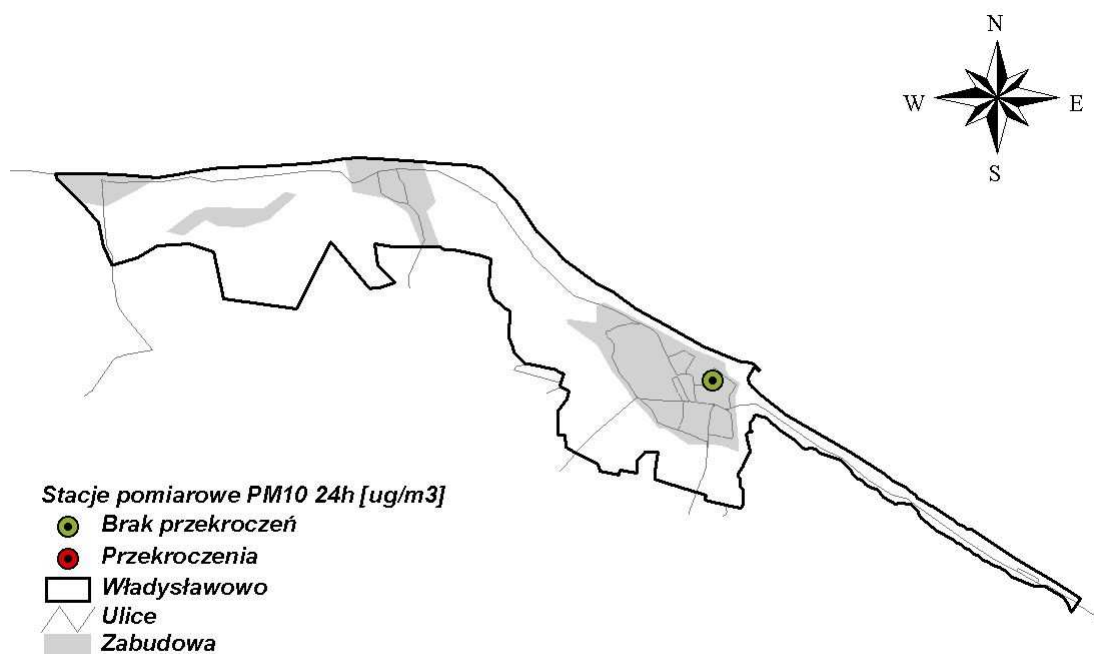 N
W E
S
Stacje pomiarowe PM10 24h [ug/m3]
Brak przekroczeń
Przekroczenia
Władysławowo
Ulice
Zabudowa